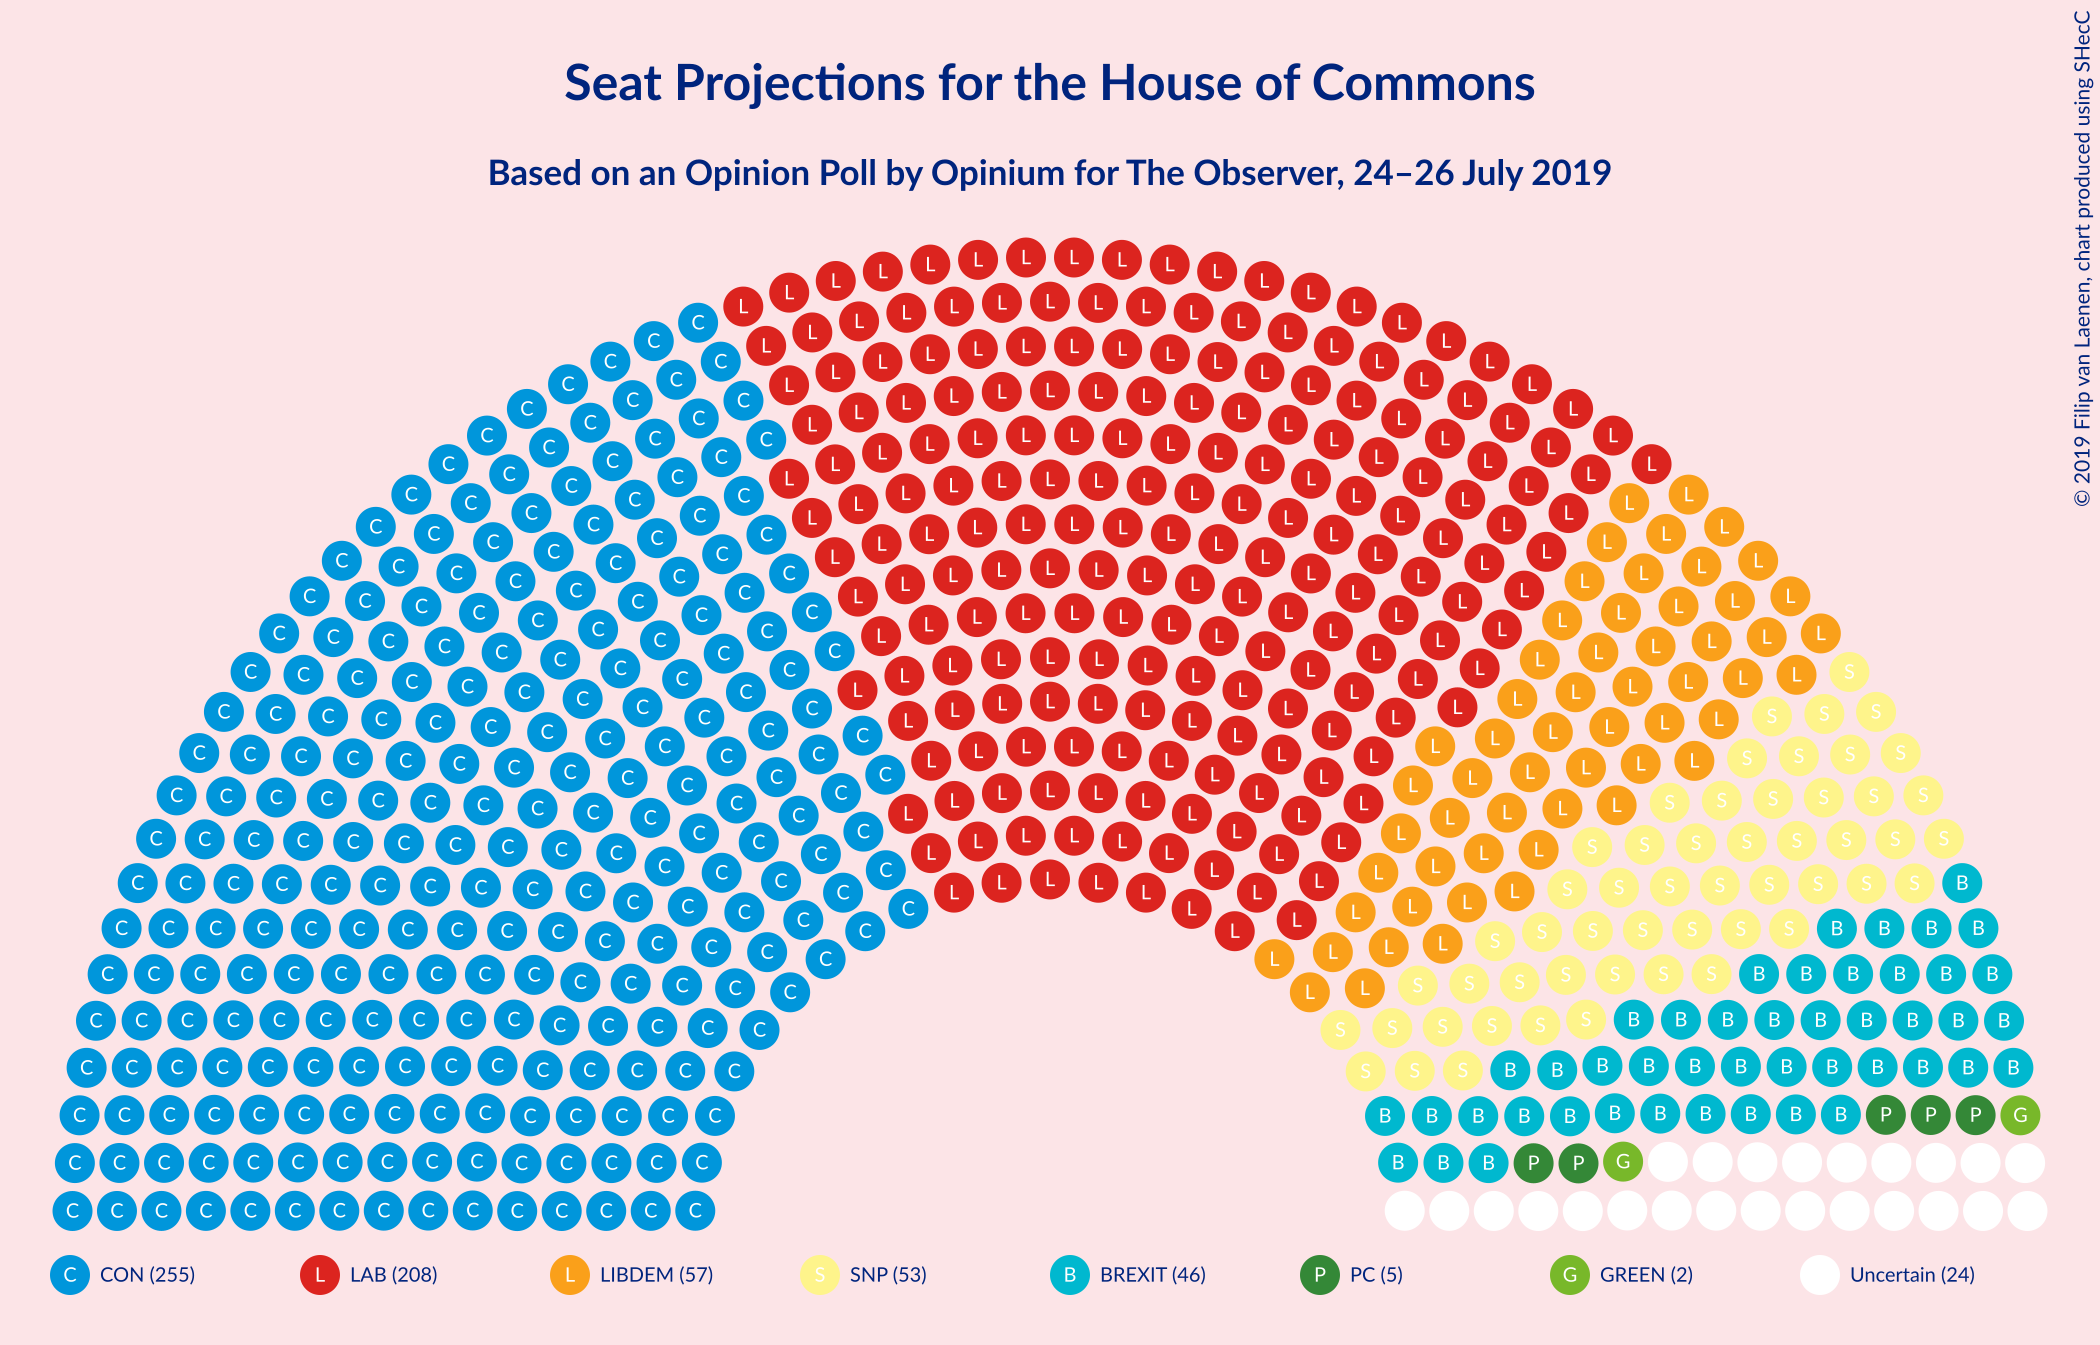 Seat Projections for the House of Commons
Based on an Opinion Poll by Opinium for The Observer, 24–26 July 2019
© 2019 Filip van Laenen, chart produced using SHecC
C CON (255)
L LAB (208)
L LIBDEM (57)
S SNP (53)
B BREXIT (46)
P PC (5)
G GREEN (2)
Uncertain (24)